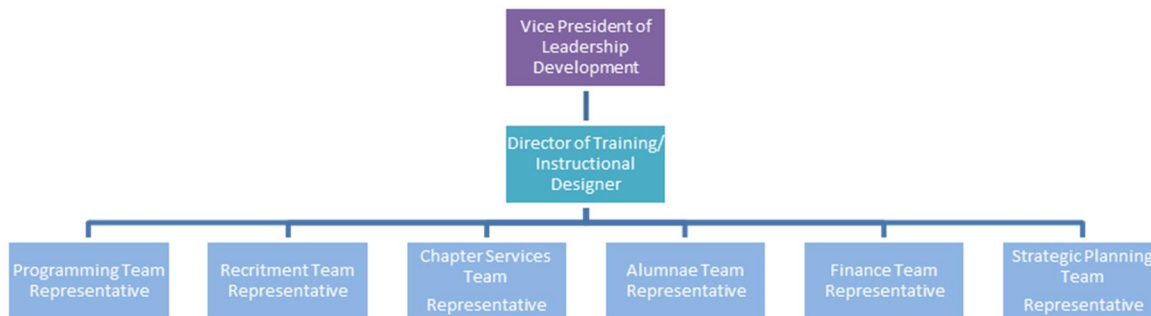 Vice President of
Leadership
Development
Director of Training/
Instructional
Designer
Programming Team
Representative
Recritment Team
Representative
Chapter Services
Team
Representative
Alumnae Team
Representative
Finance Team
Representative
Strategic Planning
Team
Representative